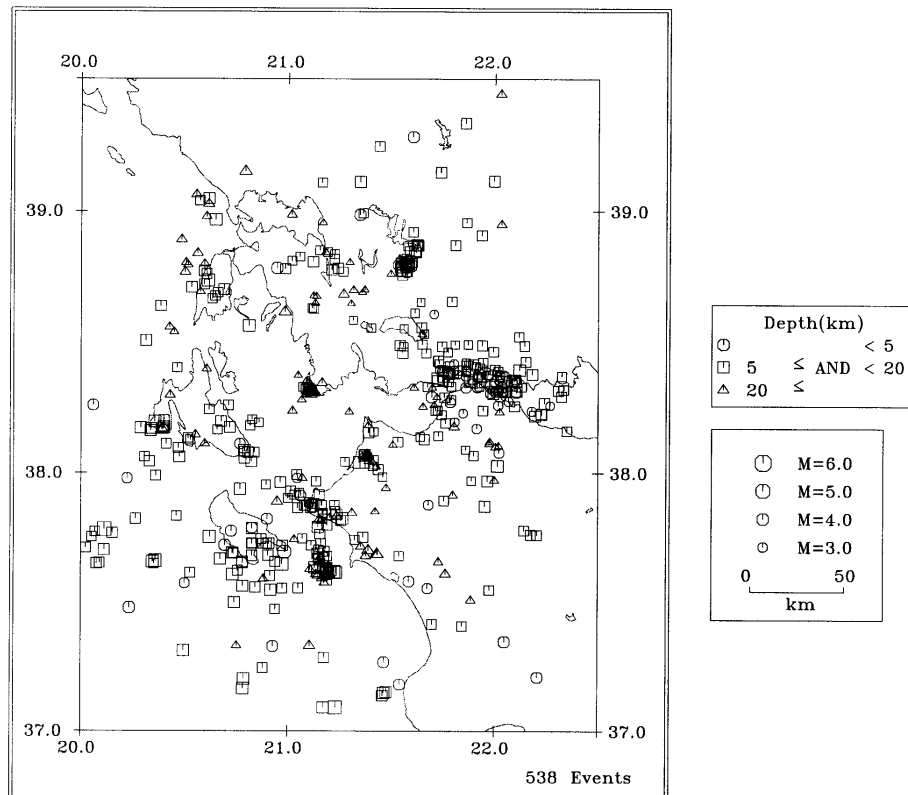 20.0 21.0 22.0
39.0 39.0
38.0 38.0
37.0 37.0
20.0 21.0 22.0
538 Events
Depth(km)
< 5
5 ≤ AND < 20
20 ≤
M=6.0
M=5.0
M=4.0
M=3.0
0 50
km